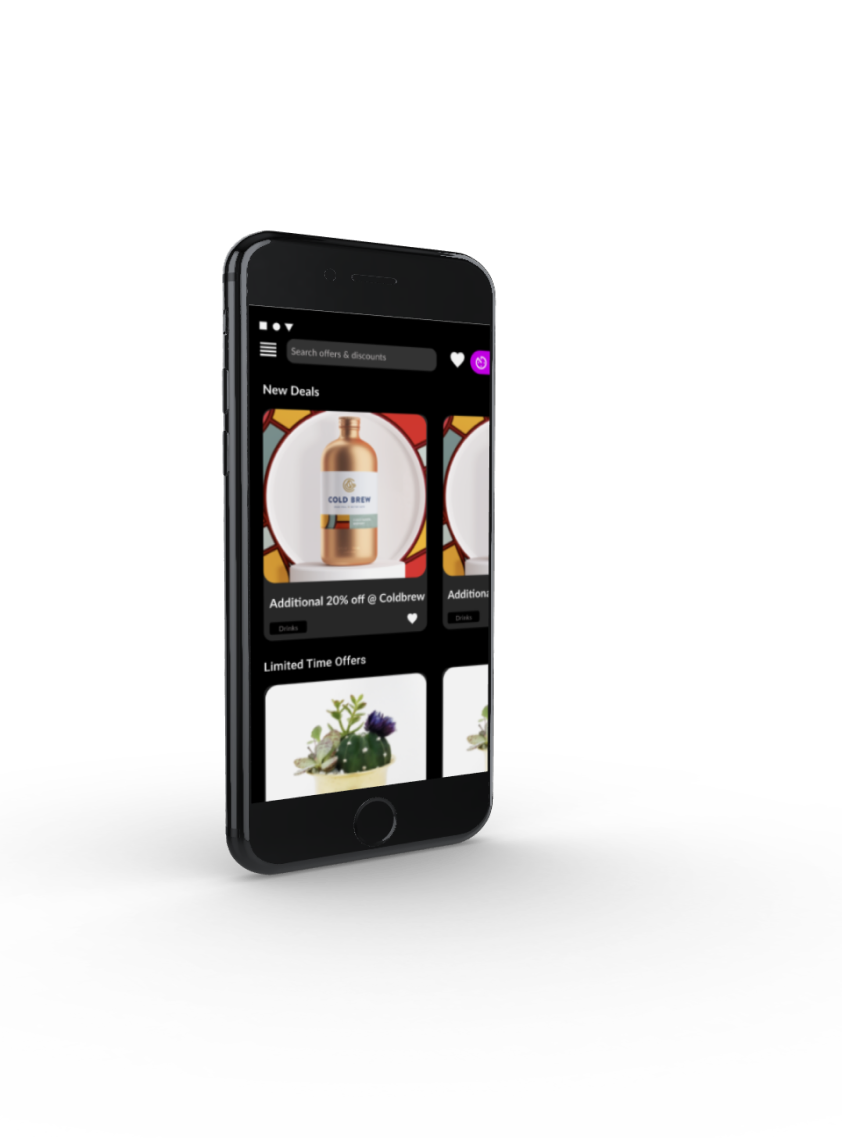 Search offers & discounts
New Deals
COLD BREW
Additional 20% off @ Coldbrew
Drinks
Additiona
Drinks
Limited Time Offers